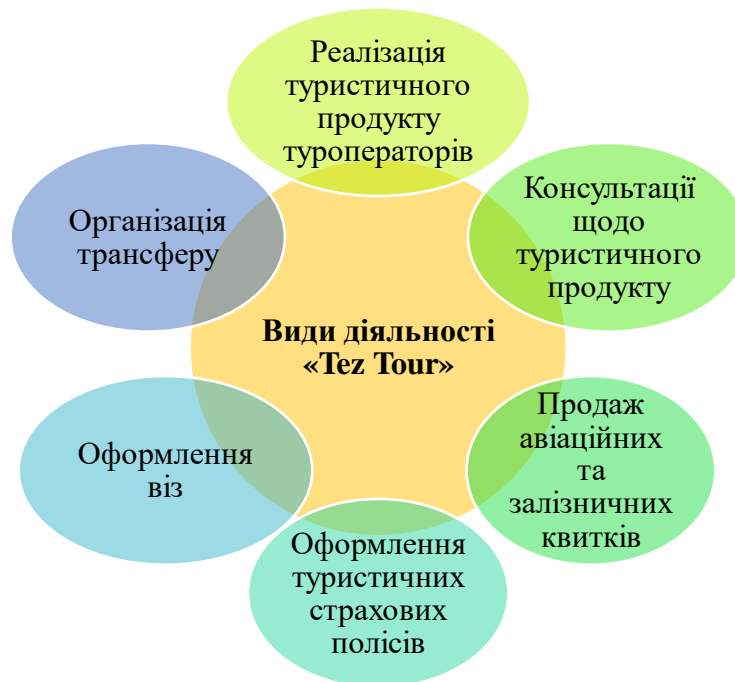 Реалізація
туристичного
продукту
туроператорів
Консультації
щодо
туристичного
продукту
Продаж
авіаційних
та
залізничних
квитків
Оформлення
туристичних
страхових
полісів
Оформлення
віз
Організація
трансферу
Види діяльності
«Tez Tour»